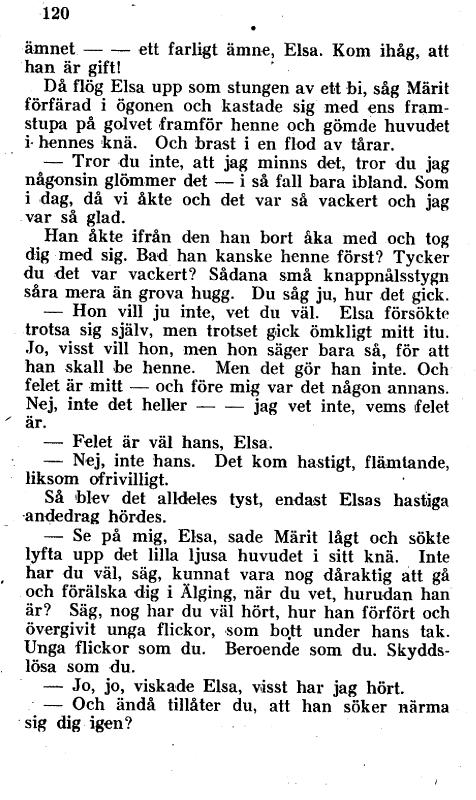 120
ämnet — — ett farligt ämne, Elsa. Kom ihåg, att
han är gift!
Då flög Elsa upp som stungen av ett bi, såg Märit
förfärad i ögonen och kastade sig med ens fram-
stupa på golvet framför henne och gömde huvudet
i hennes knä. Och brast i en flod av tårar.
— Tror du inte, att jag minns det, tror du jag
någonsin glömmer det — i så fall bara ibland. Som
i dag, då vi åkte och det var så vackert och jag
var så glad.
Han åkte ifrån den han bort åka med och tog
dig med sig. Bad han kanske henne först? Tycker
du det var vackert? Sådana små knappnålsstygn
såra mera än grova hugg. Du såg ju, hur det gick.
— Hon vill ju inte, vet du väl. Elsa försökte
trotsa sig själv, men trotset gick ömkligt mitt itu.
Jo, visst vill hon, men hon säger bara så, för att
han skall be henne. Men det gör han inte. Och
felet är mitt — och före mig var det någon annans.
Nej, inte det heller — — jag vet inte, vems felet
är.
— Felet är väl hans, Elsa.
— Nej, inte hans. Det kom hastigt, flämtande,
liksom ofrivilligt.
Så blev det alldeles tyst, endast Elsas hastiga
andedrag hördes.
— Se på mig, Elsa, sade Märit lågt och sökte
lyfta upp det lilla ljusa huvudet i sitt knä. Inte
har du väl, säg, kunnat vara nog dåraktig att gå
och förälska dig i Älging, när du vet, hurudan han
är? Säg, nog har du väl hört, hur han förfört och
övergivit unga flickor, som bott under hans tak.
Unga flickor som du. Beroende som du. Skydds-
lösa som du.
— Jo, jo, viskade Elsa, visst har jag hört.
— Och ändå tillåter du, att han söker närma
sig dig igen?